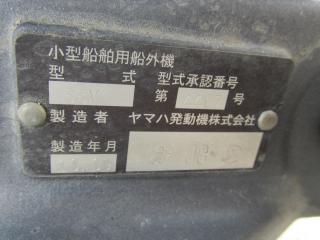 小型船舶用船外機
型 式 型式承認番号
第 号
製造者 ヤマハ発動機株式会社
製造年月